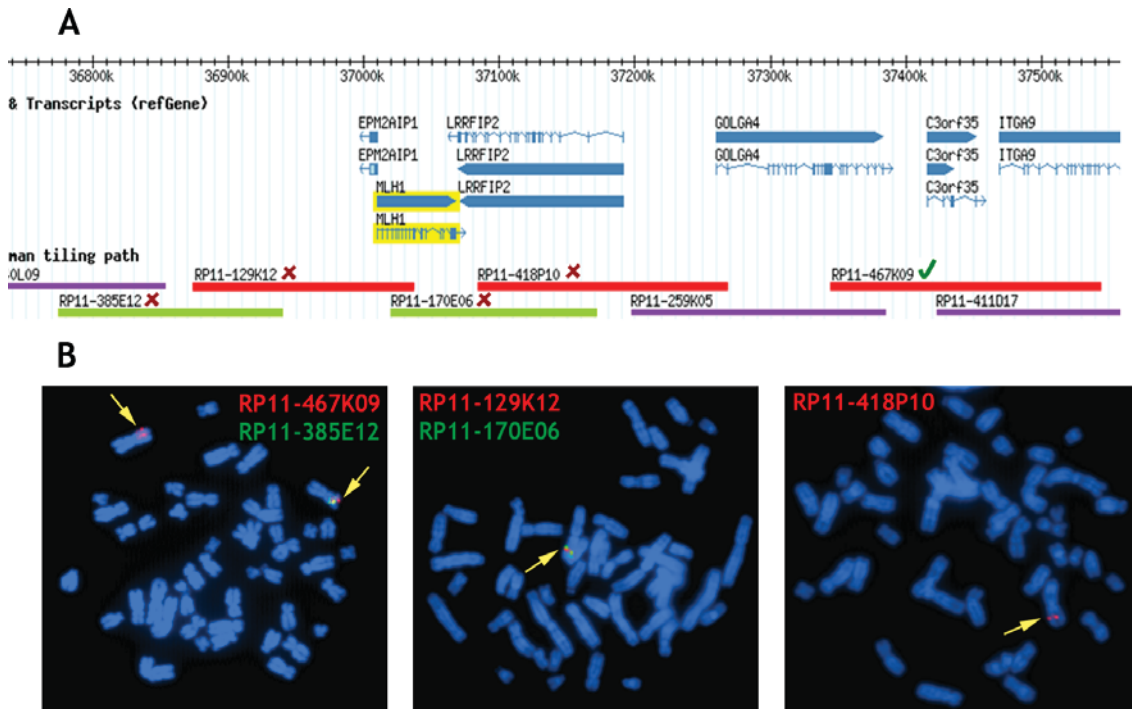 A
36800k 36900k 37000k 37100k 37200k 37300k 37400k 37500k
& Transcripts (refGene)
EPM2AIP1 LRRFIP2 GOLGA4 C3orf35 ITGA9
EPM2AIP1 LRRFIP2 GOLGA4 C3orf35 ITGA9
MLH1 LRRFIP2 C3orf35
MLH1
man tiling path
0L09 RP11-129K12 RP11-418P10 RP11-467K09
RP11-385E12 RP11-170E06 RP11-259K05 RP11-411D17
B
RP11-467K09 RP11-129K12 RP11-418P10
RP11-385E12 RP11-170E06